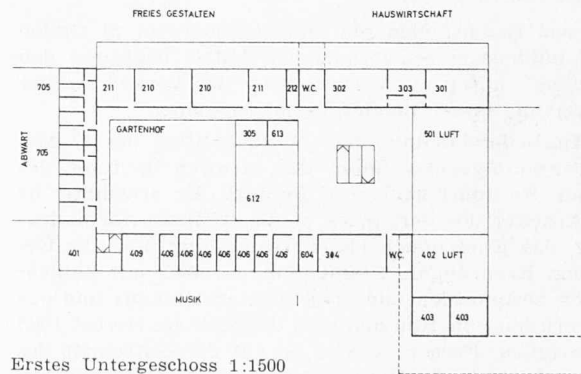 FREIES GESTALTEN HAUSWIRTSCHAFT
705 211 210 210 211 212 W.C. 302 303 301
GARTENHOF 305 613 501 LUFT
ABWART 705
612
401 409 406 406 406 406 406 406 604 304 W.C. 402 LUFT
MUSIK 403 403
Erstes Untergeschoss 1:1500